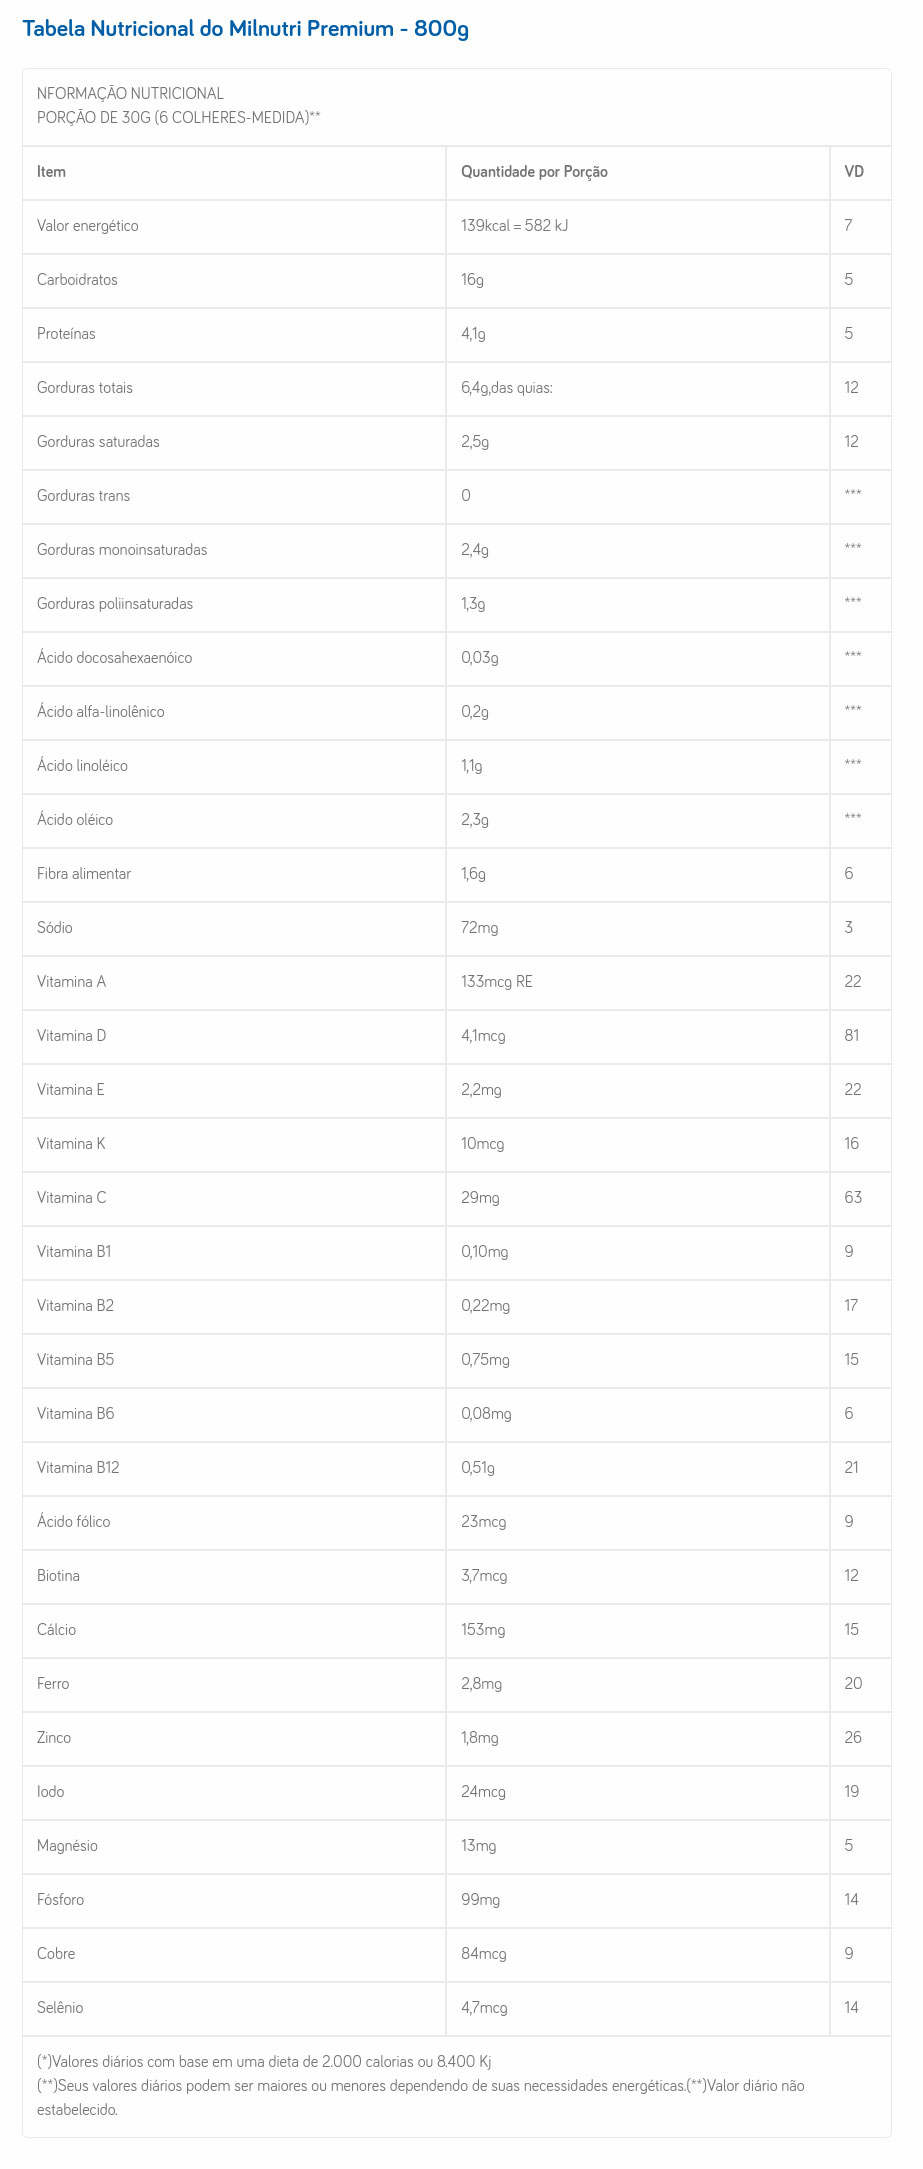 Tabela Nutricional do Milnutri Premium - 800g
NFORMAÇÃO NUTRICIONAL
PORÇÃO DE 30G (6 COLHERES-MEDIDA)**
Item Quantidade por Porção VD
Valor energético 139kcal = 582 kJ 7
Carboidratos 16g 5
Proteínas 4,1g 5
Gorduras totais 6,4g,das quias: 12
Gorduras saturadas 2,5g 12
Gorduras trans 0 ***
Gorduras monoinsaturadas 2,4g ***
Gorduras poliinsaturadas 1,3g ***
Ácido docosahexaenóico 0,03g ***
Ácido alfa-linolênico 0,2g ***
Ácido linoléico 1,1g ***
Ácido oléico 2,3g ***
Fibra alimentar 1,6g 6
Sódio 72mg 3
Vitamina A 133mcg RE 22
Vitamina D 4,1mcg 81
Vitamina E 2,2mg 22
Vitamina K 10mcg 16
Vitamina C 29mg 63
Vitamina B1 0,10mg 9
Vitamina B2 0,22mg 17
Vitamina B5 0,75mg 15
Vitamina B6 0,08mg 6
Vitamina B12 0,51g 21
Ácido fólico 23mcg 9
Biotina 3,7mcg 12
Cálcio 153mg 15
Ferro 2,8mg 20
Zinco 1,8mg 26
Iodo 24mcg 19
Magnésio 13mg 5
Fósforo 99mg 14
Cobre 84mcg 9
Selênio 4,7mcg 14
(*)Valores diários com base em uma dieta de 2.000 calorias ou 8.400 Kj
(**)Seus valores diários podem ser maiores ou menores dependendo de suas necessidades energéticas.(**)Valor diário não
estabelecido.